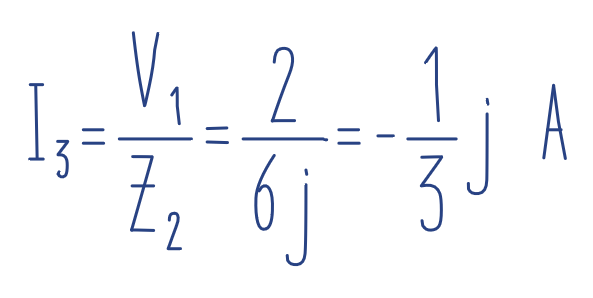 I₃ = V₁/Z₂ = 2/6j = -1/3 j A